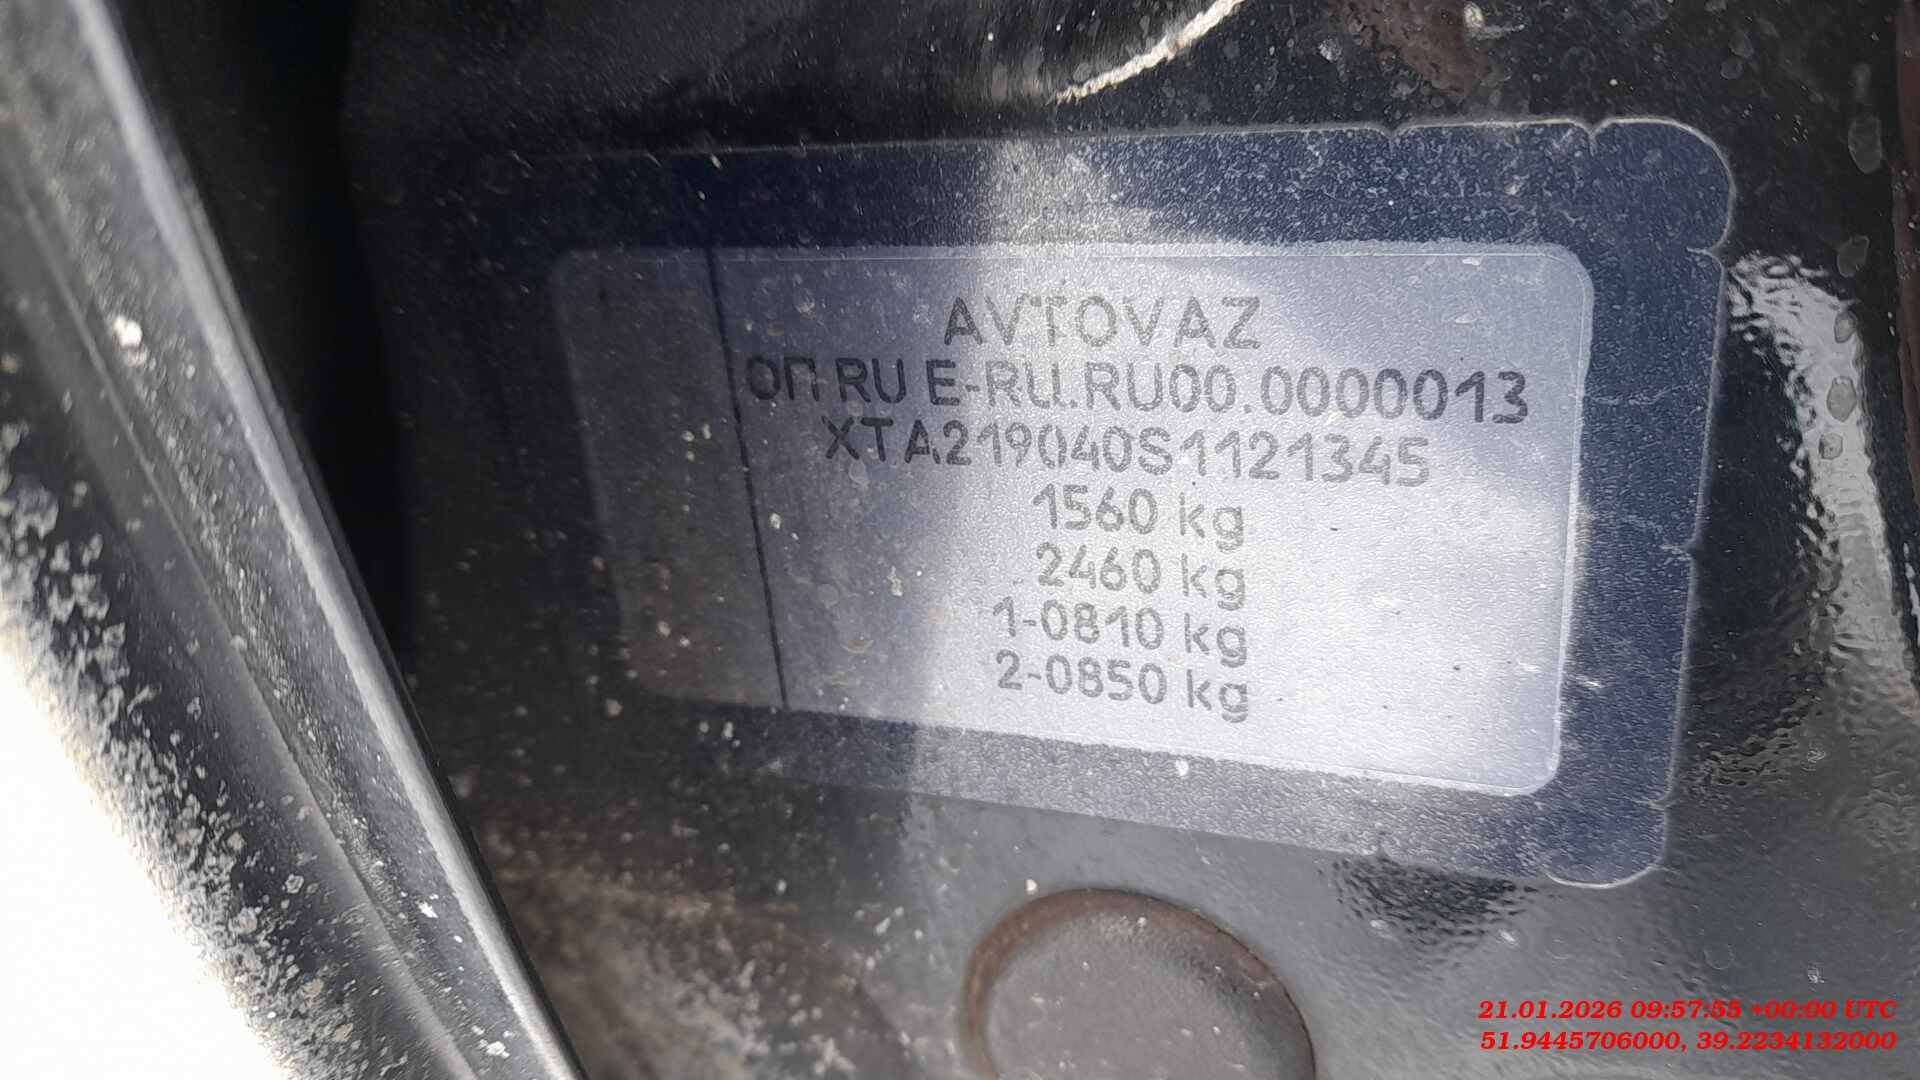 AVTOVAZ
ОП RU E-RU.RU00.0000013
XTA219040S1121345
1560 kg
2460 kg
1-0810 kg
2-0850 kg
21.01.2026 09:57:55 +00:00 UTC
51.9445706000, 39.2234132000